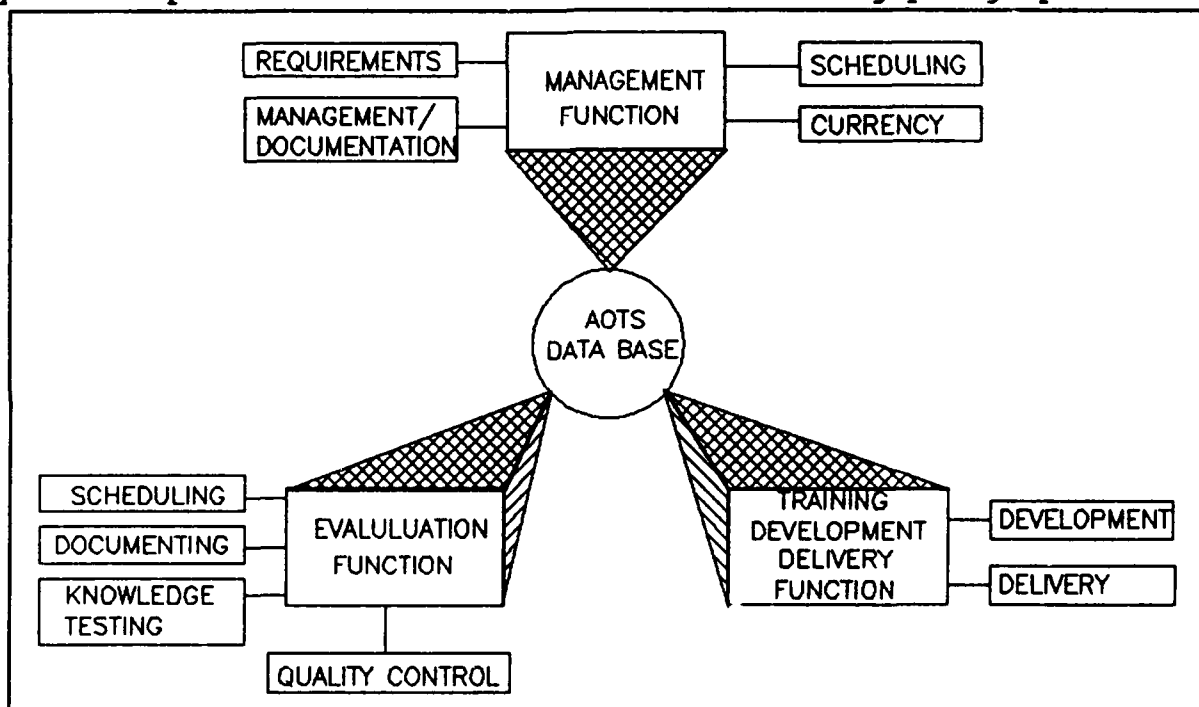 REQUIREMENTS
MANAGEMENT/
DOCUMENTATION
MANAGEMENT
FUNCTION
SCHEDULING
CURRENCY
AOTS
DATA BASE
SCHEDULING
DOCUMENTING
KNOWLEDGE
TESTING
EVALULUATION
FUNCTION
QUALITY CONTROL
TRAINING
DEVELOPMENT
DELIVERY
FUNCTION
DEVELOPMENT
DELIVERY